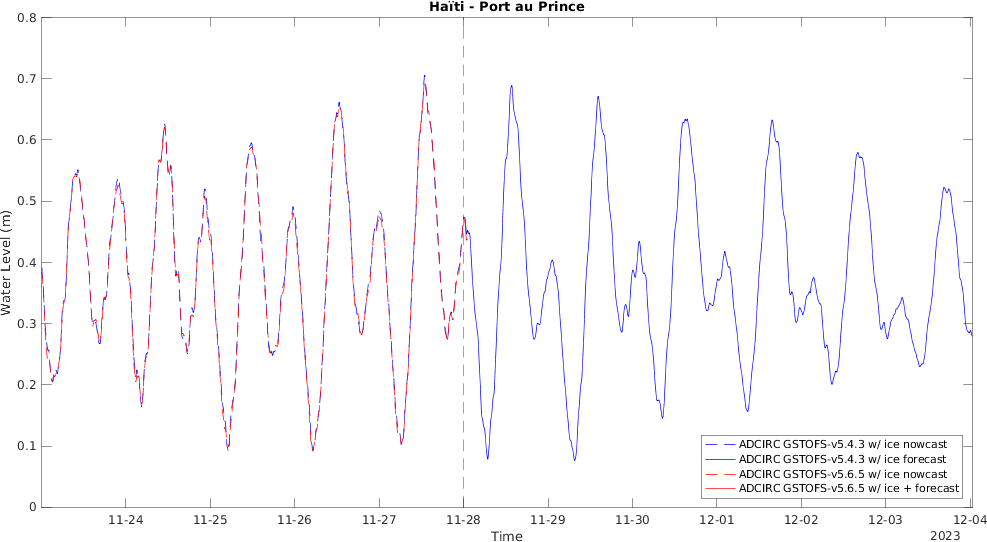 Haïti - Port au Prince
0.8
0.7
0.6
0.5
0.4
0.3
0.2
0.1
0
Water Level (m)
11-24 11-25 11-26 11-27 11-28 11-29 11-30 12-01 12-02 12-03 12-04
Time
2023
ADCIRC GSTOFS-v5.4.3 w/ ice nowcast
ADCIRC GSTOFS-v5.4.3 w/ ice forecast
ADCIRC GSTOFS-v5.6.5 w/ ice nowcast
ADCIRC GSTOFS-v5.6.5 w/ ice + forecast